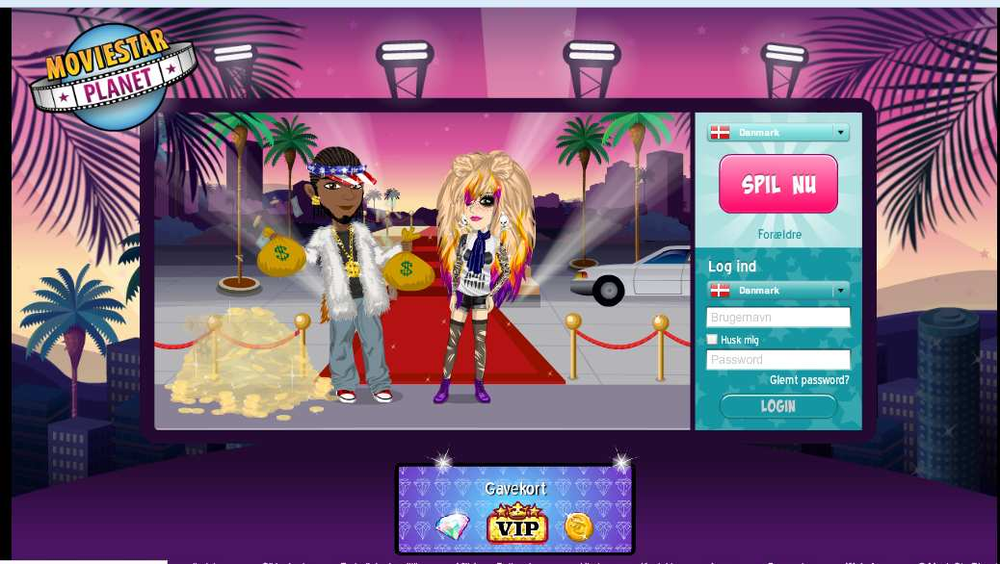 MOVIESTAR
PLANET
Danmark
SPIL NU
Forældre
Log ind
Danmark
Brugernavn
Husk mig
Password
Glemt password?
LOGIN
Gavekort
VIP